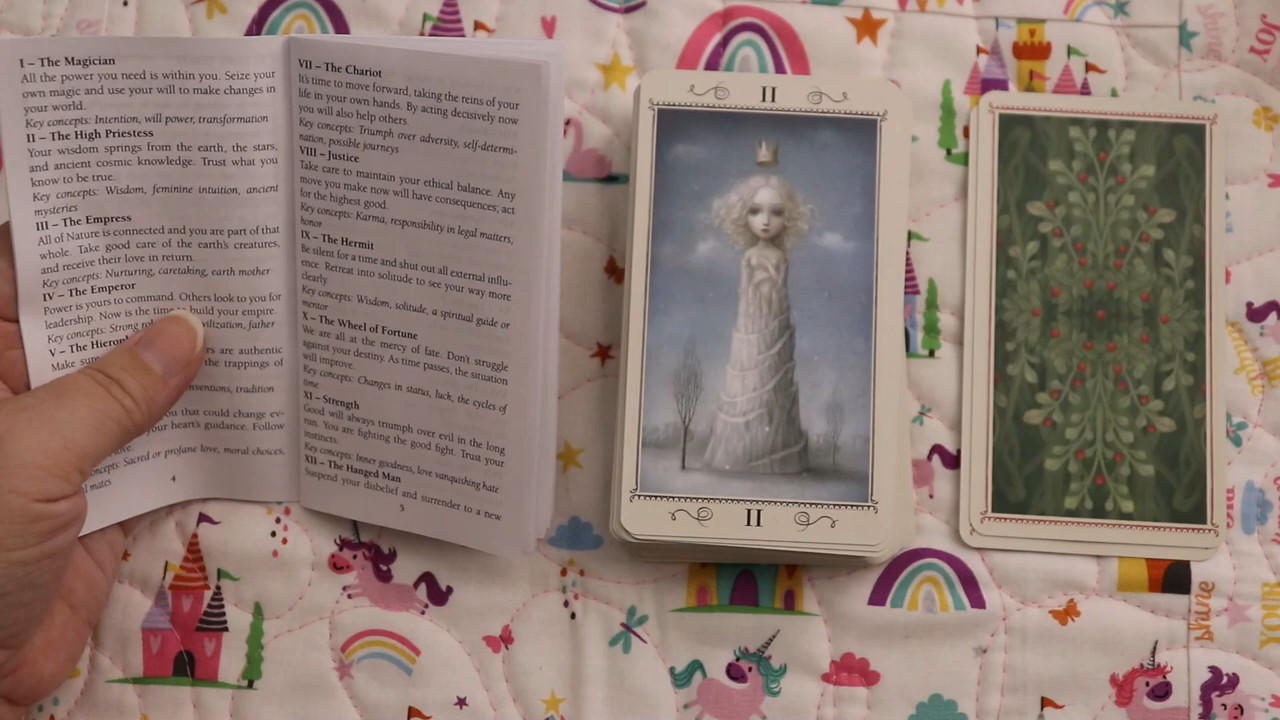 I – The Magician
All the power you need is within you. Seize your
own magic and use your will to make changes in
your world.
Key concepts: Intention, will power, transformation
II – The High Priestess
Your wisdom springs from the earth, the stars,
and ancient cosmic knowledge. Trust what you
know to be true.
Key concepts: Wisdom, feminine intuition, ancient
mysteries
III – The Empress
All of Nature is connected and you are part of that
whole. Take good care of the earth's creatures,
and receive their love in return.
Key concepts: Nurturing, caretaking, earth mother
IV – The Emperor
Power is yours to command. Others look to you for
leadership. Now is the time to build your empire.
Key concepts: Strong father
V – The
Make are authentic
the trappings of
tradition
that could change ev-
your heart's guidance. Follow
Sacred or profane love, moral choices,
4
VII – The Chariot
It's time to move forward, taking the reins of your
life in your own hands. By acting decisively now
you will also help others.
Key concepts: Triumph over adversity, self-determi-
nation, possible journeys
VIII – Justice
Take care to maintain your ethical balance. Any
move you make now will have consequences; act
for the highest good.
Key concepts: Karma, responsibility in legal matters,
honor
IX – The Hermit
Be silent for a time and shut out all external influ-
ence. Retreat into solitude to see your way more
clearly.
Key concepts: Wisdom, solitude, a spiritual guide or
mentor
X – The Wheel of Fortune
We are all at the mercy of fate. Don't struggle
against your destiny. As time passes, the situation
will improve.
Key concepts: Changes in status, luck, the cycles of
time
XI – Strength
Good will always triumph over evil in the long
run. You are fighting the good fight. Trust your
instincts.
Key concepts: Inner goodness, love vanquishing hate
XII – The Hanged Man
Suspend your disbelief and surrender to a new
5
II
II
shine
JOY
shine
YOUR